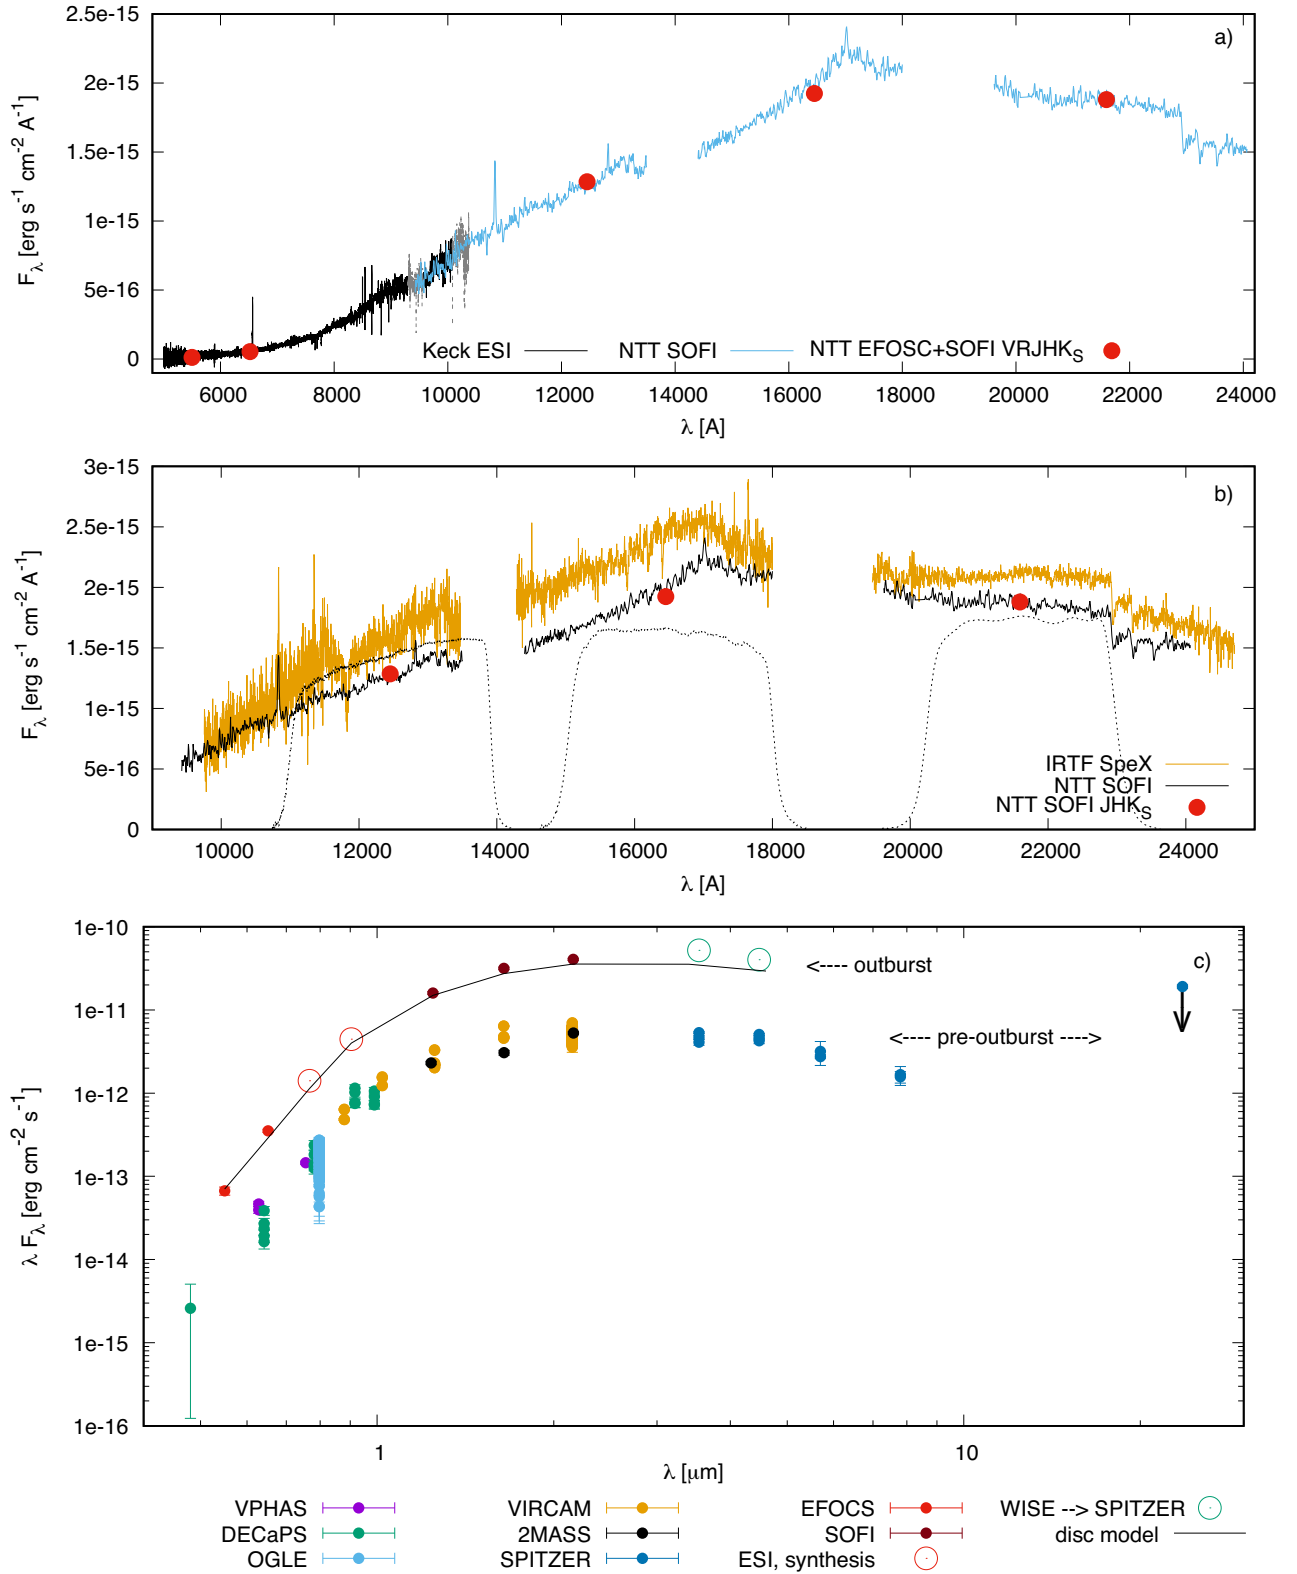 a)
2.5e-15
2e-15
1.5e-15
1e-15
5e-16
0
F_λ [erg s^-1 cm^-2 A^-1]
Keck ESI NTT SOFI NTT EFOSC+SOFI VRJHK_S
6000 8000 10000 12000 14000 16000 18000 20000 22000 24000
λ [A]
b)
3e-15
2.5e-15
2e-15
1.5e-15
1e-15
5e-16
0
F_λ [erg s^-1 cm^-2 A^-1]
IRTF SpeX
NTT SOFI
NTT SOFI JHK_S
10000 12000 14000 16000 18000 20000 22000 24000
λ [A]
c)
1e-10
1e-11
1e-12
1e-13
1e-14
1e-15
1e-16
λ F_λ [erg cm^-2 s^-1]
<---- outburst
<---- pre-outburst ---->
1 10
λ [μm]
VPHAS VIRCAM EFOCS WISE --> SPITZER
DECaPS 2MASS SOFI disc model
OGLE SPITZER ESI, synthesis